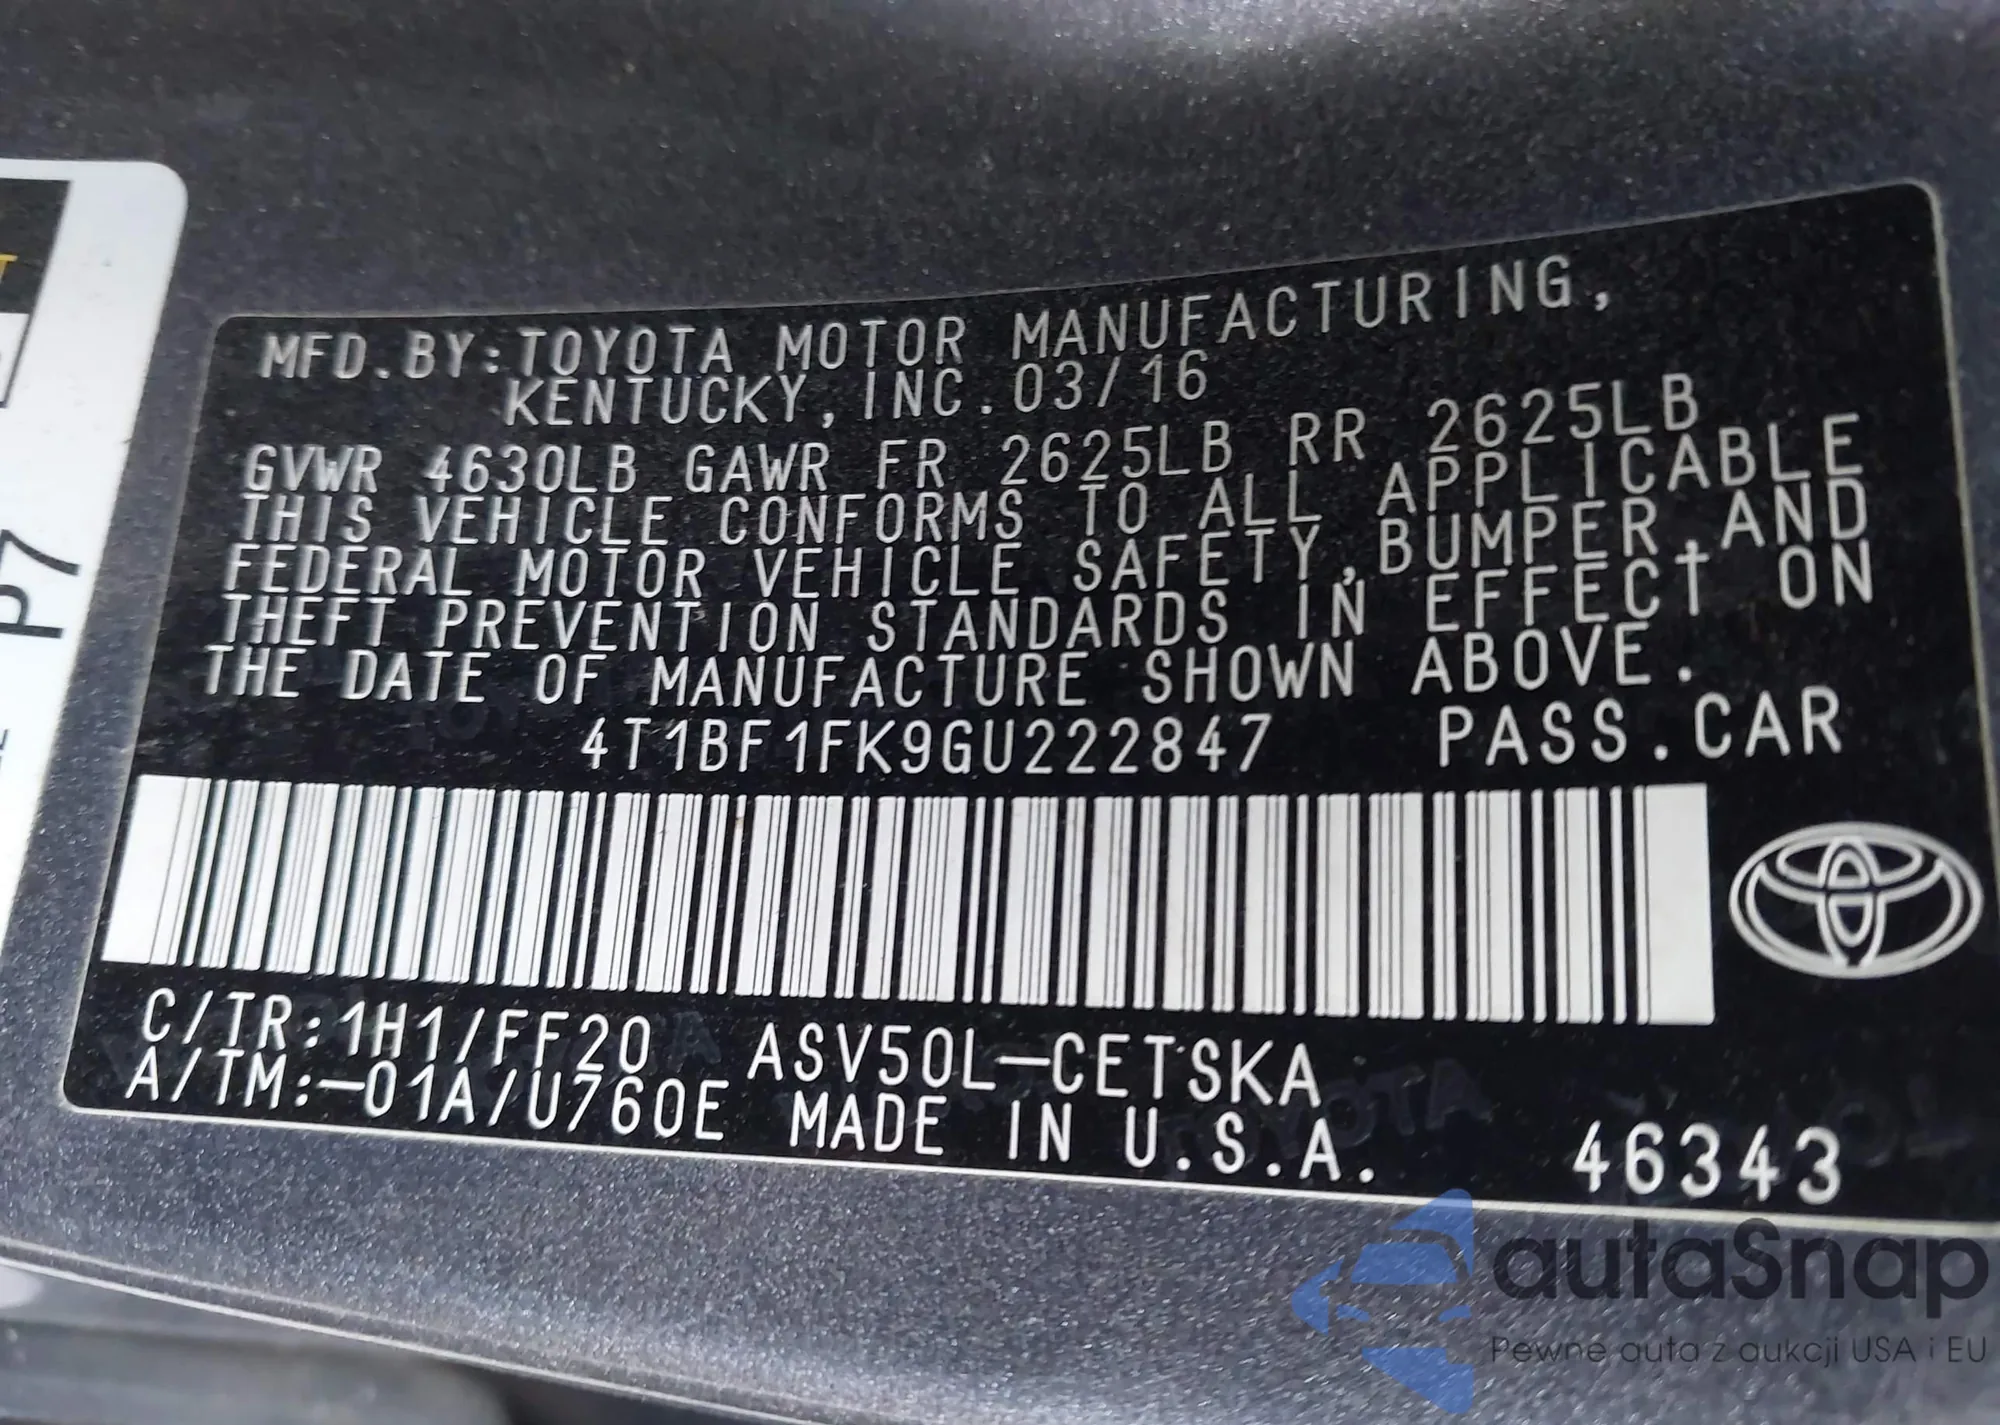 MFD.BY:TOYOTA MOTOR MANUFACTURING,
KENTUCKY, INC. 03/16
GVWR 4630LB GAWR FR 2625LB RR 2625LB
THIS VEHICLE CONFORMS TO ALL APPLICABLE
FEDERAL MOTOR VEHICLE SAFETY, BUMPER, AND
THEFT PREVENTION STANDARDS IN EFFECT ON
THE DATE OF MANUFACTURE SHOWN ABOVE.
4T1BF1FK9GU222847 PASS.CAR
C/TR:1H1/FF20 ASV50L-CETSKA
A/TM:-01A/U760E MADE IN U.S.A. 46343
P7
autaSnap
Pewne auta z aukcji USA i EU